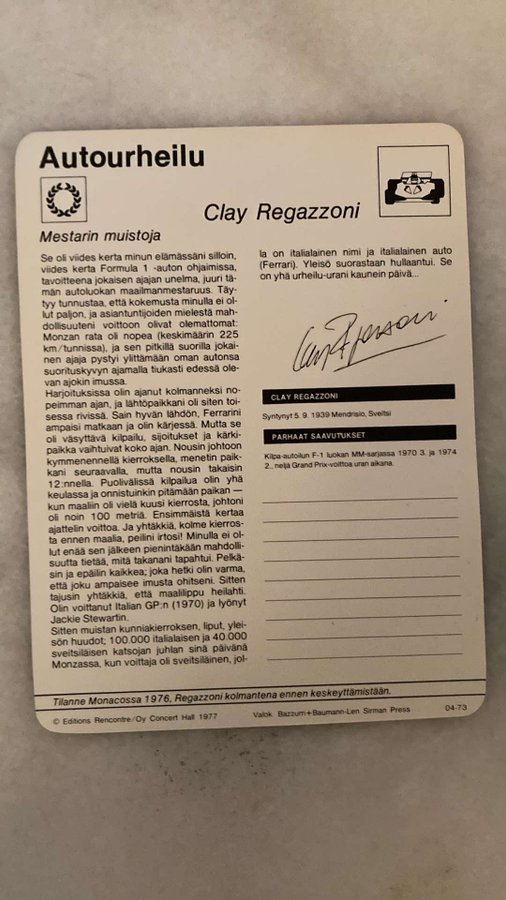 Autourheilu
Clay Regazzoni
Mestarin muistoja
Se oli viides kerta minun elämässäni silloin,
viides kerta Formula 1 -auton ohjaimissa,
tavoitteena jokaisen ajajan unelma, juuri tä-
män autoluokan maailmanmestaruus. Täy-
tyy tunnustaa, että kokemusta minulla ei ol-
lut paljon, ja asiantuntijoiden mielestä mah-
dollisuuteni voittoon olivat olemattomat:
Monzan rata oli nopea (keskimäärin 225
km/tunnissa), ja sen pitkillä suorilla jokai-
nen ajaja pystyi ylittämään oman autonsa
suorituskyvyn ajamalla tiukasti edessä ole-
van ajokin imussa.
Harjoituksissa olin ajanut kolmanneksi no-
peimman ajan, ja lähtöpaikkani oli siten toi-
sessa rivissä. Sain hyvän lähdön, Ferrarini
ampaisi matkaan ja olin kärjessä. Mutta se
oli väsyttävä kilpailu, sijoitukset ja kärki-
paikka vaihtuivat koko ajan. Nousin johtoon
kymmenennellä kierroksella, menetin paik-
kani seuraavalla, mutta nousin takaisin
12:nnella. Puolivälissä kilpailua olin yhä
keulassa ja onnistuinkin pitämään paikan —
kun maaliin oli vielä kuusi kierrosta, johtoni
oli noin 100 metriä. Ensimmäistä kertaa
ajattelin voittoa. Ja yhtäkkiä, kolme kierros-
ta ennen maalia, peilini irtosi! Minulla ei ol-
lut enää sen jälkeen pienintäkään mahdolli-
suutta tietää, mitä takanani tapahtui. Pelkä-
sin ja epäilin kaikkea; joka hetki olin varma,
että joku ampaisee imusta ohitseni. Sitten
tajusin yhtäkkiä, että maalilippu heilahti.
Olin voittanut Italian GP:n (1970) ja lyönyt
Jackie Stewartin.
Sitten muistan kunniakierroksen, liput, ylei-
sön huudot; 100.000 italialaisen ja 40.000
sveitsiläisen katsojan juhlan sinä päivänä
Monzassa, kun voittaja oli sveitsiläinen, jol-
la on italialainen nimi ja italialainen auto
(Ferrari). Yleisö suorastaan hullaantui. Se
on yhä urheilu-urani kaunein päivä...
Clay Regazzoni
CLAY REGAZZONI
Syntynyt 5. 9. 1939 Mendrisio, Sveitsi
PARHAAT SAAVUTUKSET
Kilpa-autoilun F-1 luokan MM-sarjassa 1970 3. ja 1974
2., neljä Grand Prix-voittoa uran aikana.
Tilanne Monacossa 1976, Regazzoni kolmantena ennen keskeyttämistään.
© Editions Rencontre/Oy Concert Hall 1977
Valok. Bazzurri+Baumann-Len Sirman Press
04-73